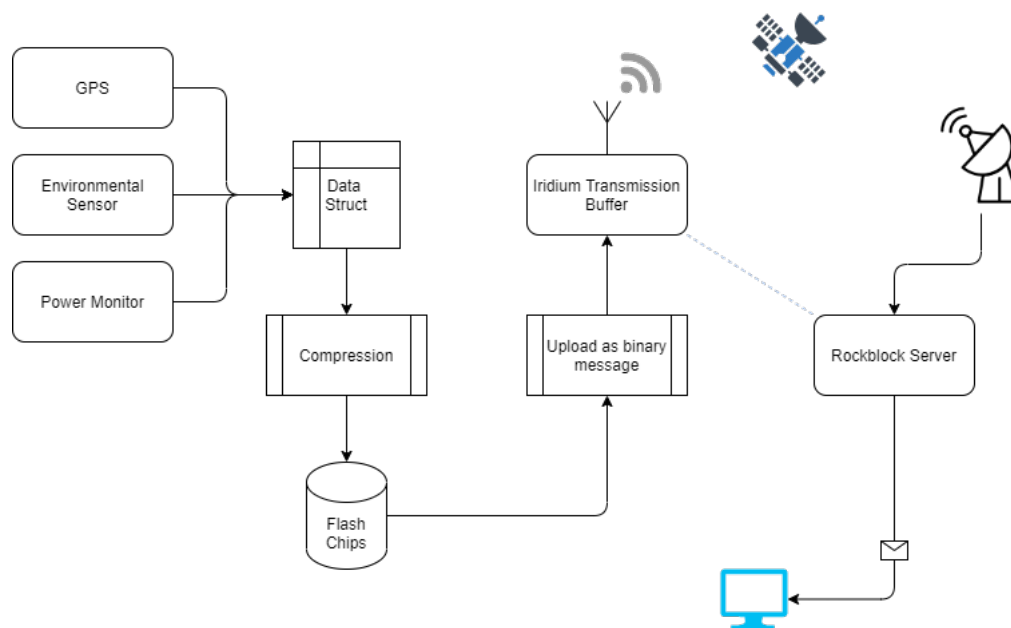 GPS
Environmental
Sensor
Power Monitor
Data
Struct
Compression
Flash
Chips
Upload as binary
message
Iridium Transmission
Buffer
Rockblock Server